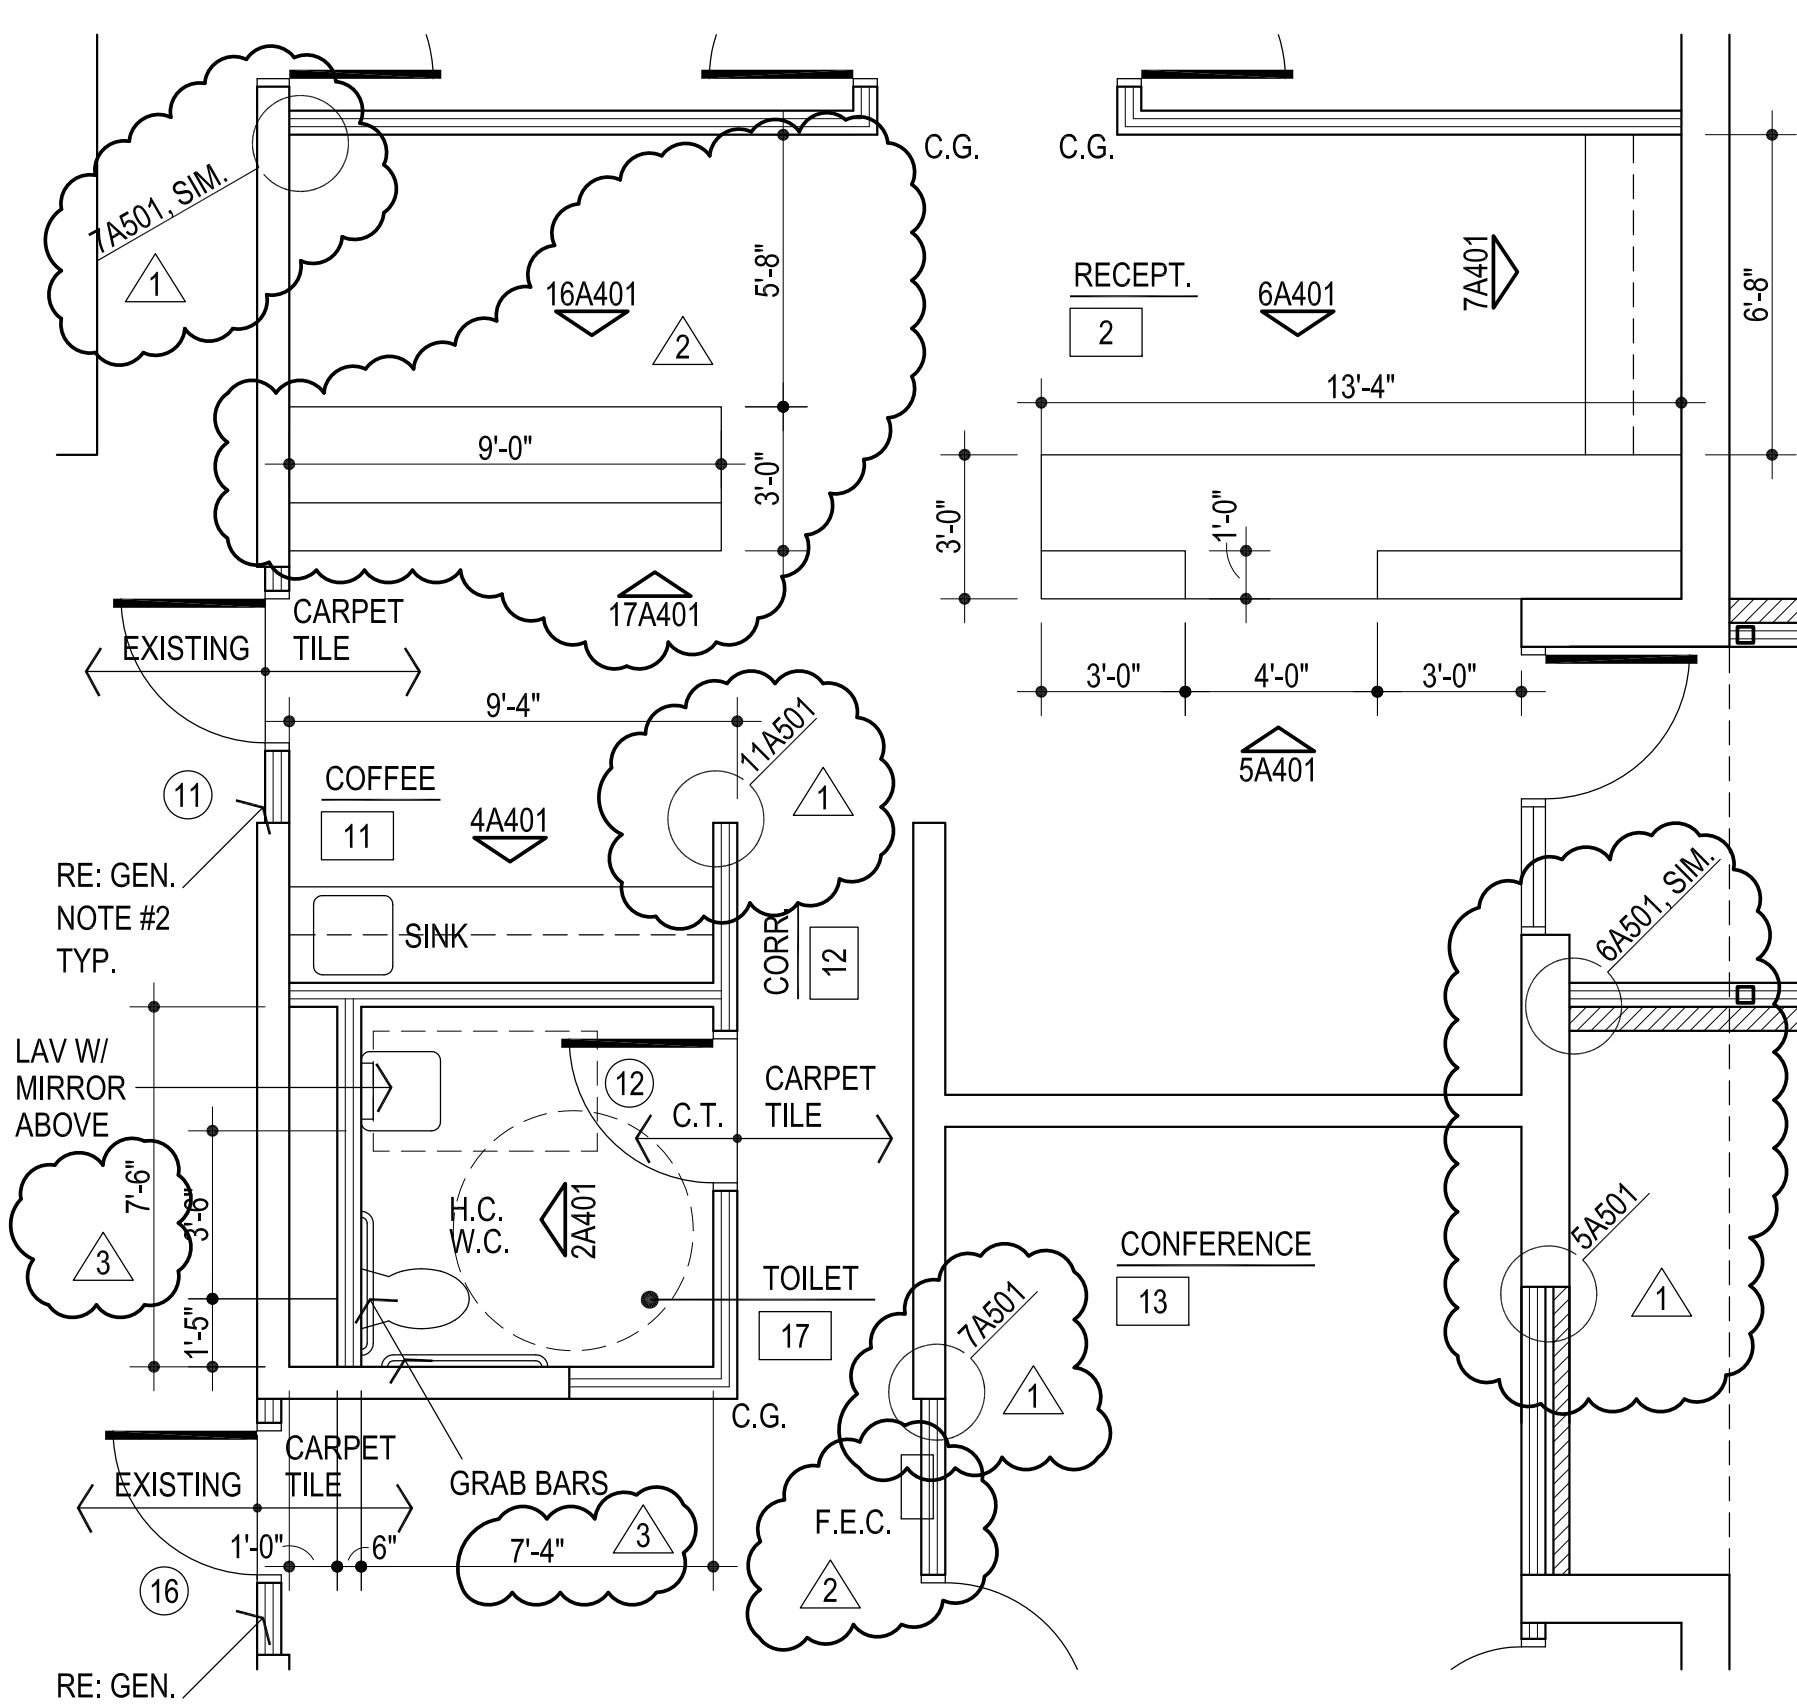 C.G.
C.G.
7A501, SIM.
1
16A401
2
5'-8"
RECEPT.
2
6A401
7A401
6'-8"
13'-4"
9'-0"
3'-0"
3'-0"
1'-0"
17A401
CARPET
TILE
EXISTING
3'-0"
4'-0"
3'-0"
9'-4"
11A501
1
5A401
COFFEE
11
11
4A401
RE: GEN.
NOTE #2
TYP.
SINK
CORR.
12
6A501, SIM.
LAV W/
MIRROR
ABOVE
12
C.T.
CARPET
TILE
7'-6"
3'-6"
3
1'-5"
H.C.
W.C.
2A401
TOILET
17
CONFERENCE
13
5A501
1
7A501
1
C.G.
CARPET
TILE
EXISTING
GRAB BARS
1'-0"
6"
7'-4"
3
F.E.C.
2
16
RE: GEN.